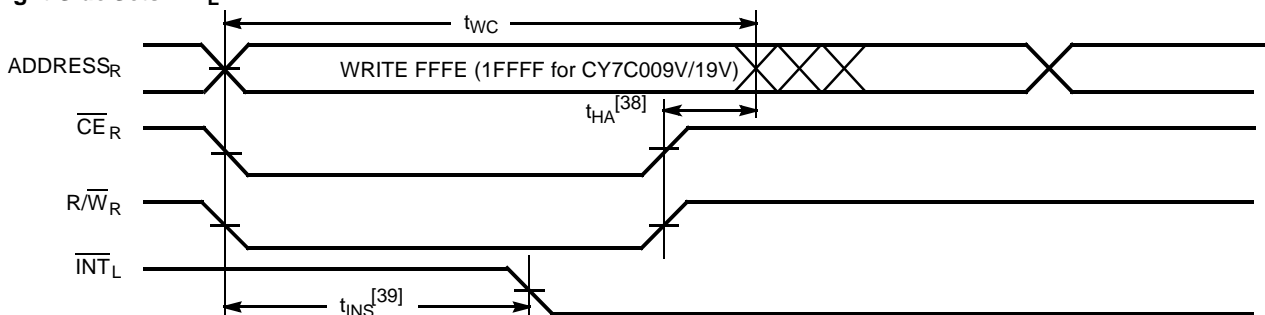 t_WC
ADDRESS_R
WRITE FFFE (1FFFF for CY7C009V/19V)
t_HA[38]
CE_R
R/W_R
INT_L
t_INS[39]